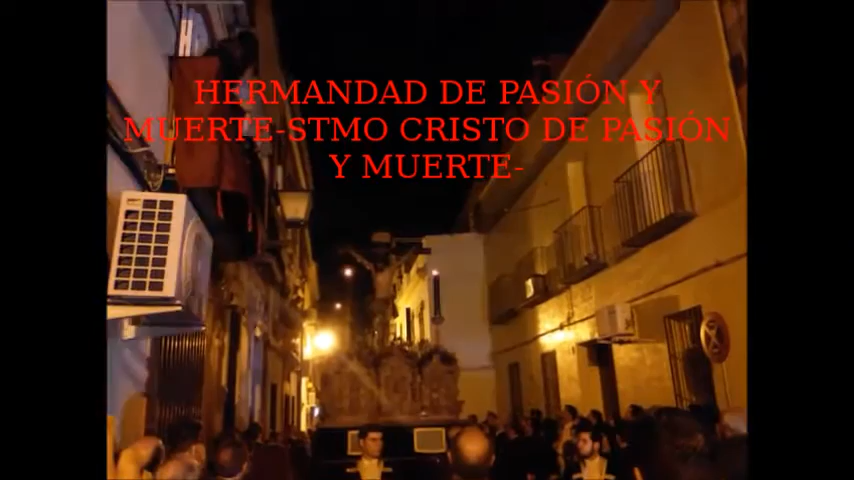 HERMANDAD DE PASIÓN Y
MUERTE-STMO CRISTO DE PASIÓN
Y MUERTE-